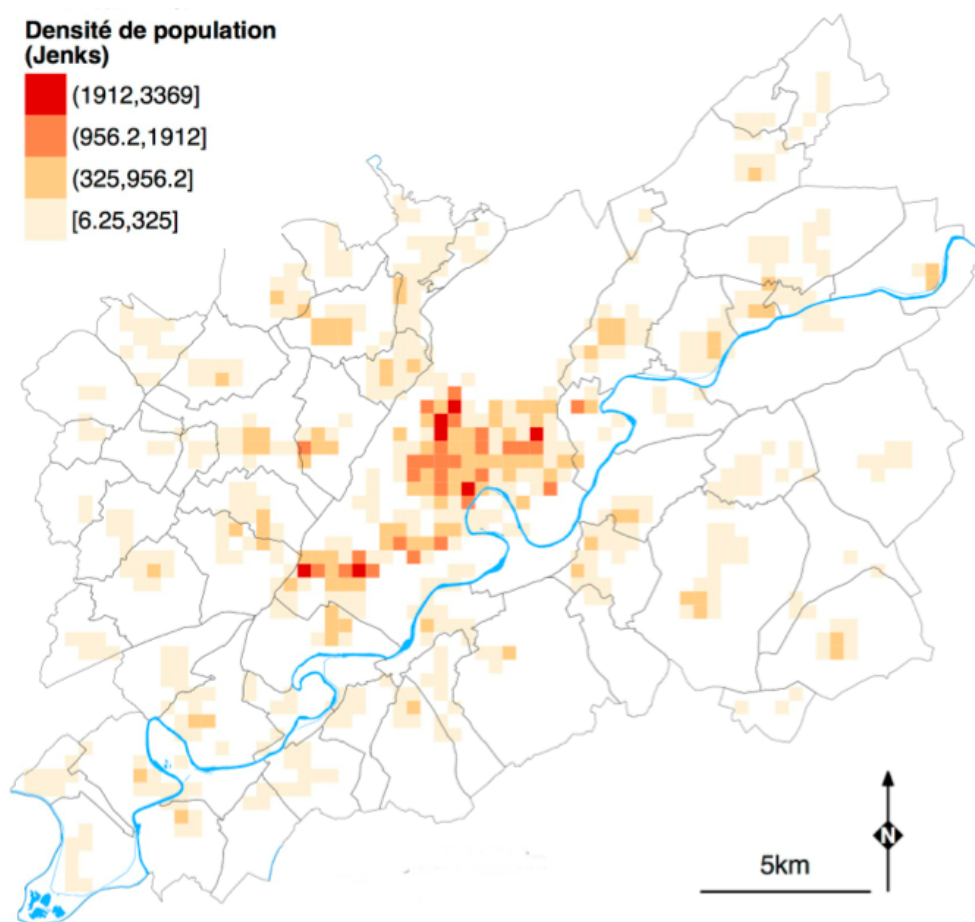 Densité de population
(Jenks)
(1912,3369]
(956.2,1912]
(325,956.2]
[6.25,325]
N
5km